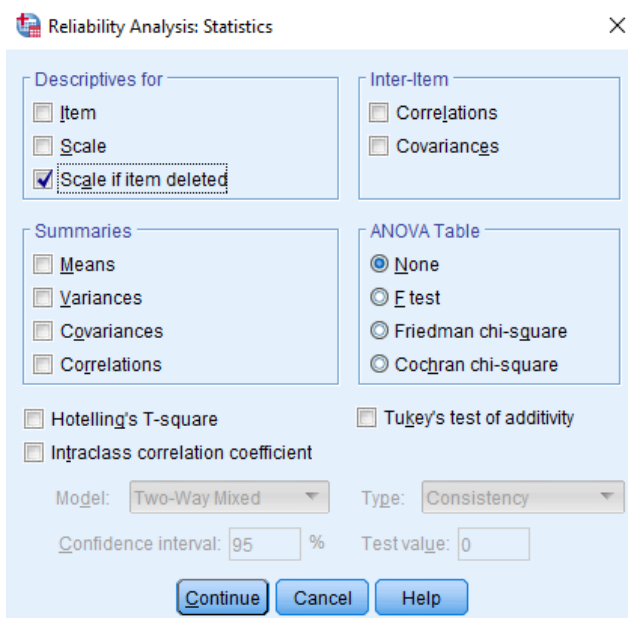 Reliability Analysis: Statistics
Descriptives for
Item
Scale
Scale if item deleted
Inter-Item
Correlations
Covariances
Summaries
Means
Variances
Covariances
Correlations
ANOVA Table
None
F test
Friedman chi-square
Cochran chi-square
Hotelling's T-square
Tukey's test of additivity
Intraclass correlation coefficient
Model: Two-Way Mixed
Type: Consistency
Confidence interval: 95 %
Test value: 0
Continue
Cancel
Help